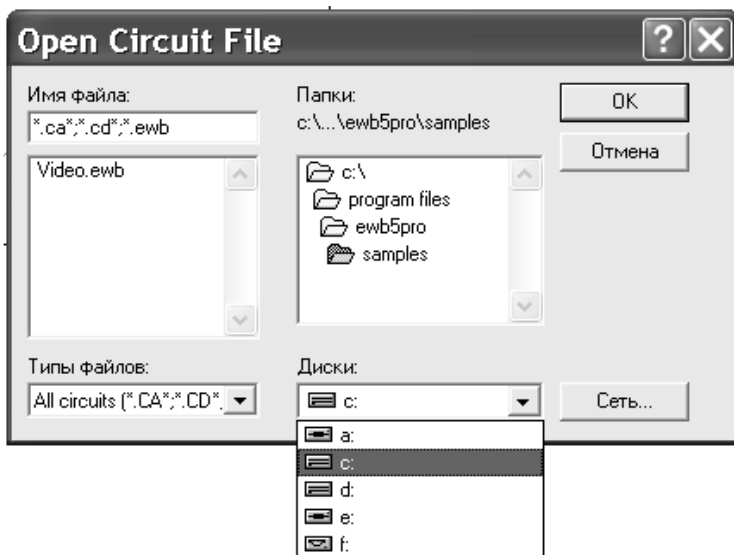 Open Circuit File
Имя файла:
*.ca*;*.cd*;*.ewb
Video.ewb
Типы файлов:
All circuits (*.CA*;*.CD*,
Папки:
c:\...\ewb5pro\samples
c:\
program files
ewb5pro
samples
Диски:
c:
a:
c:
d:
e:
f:
OK
Отмена
Сеть...